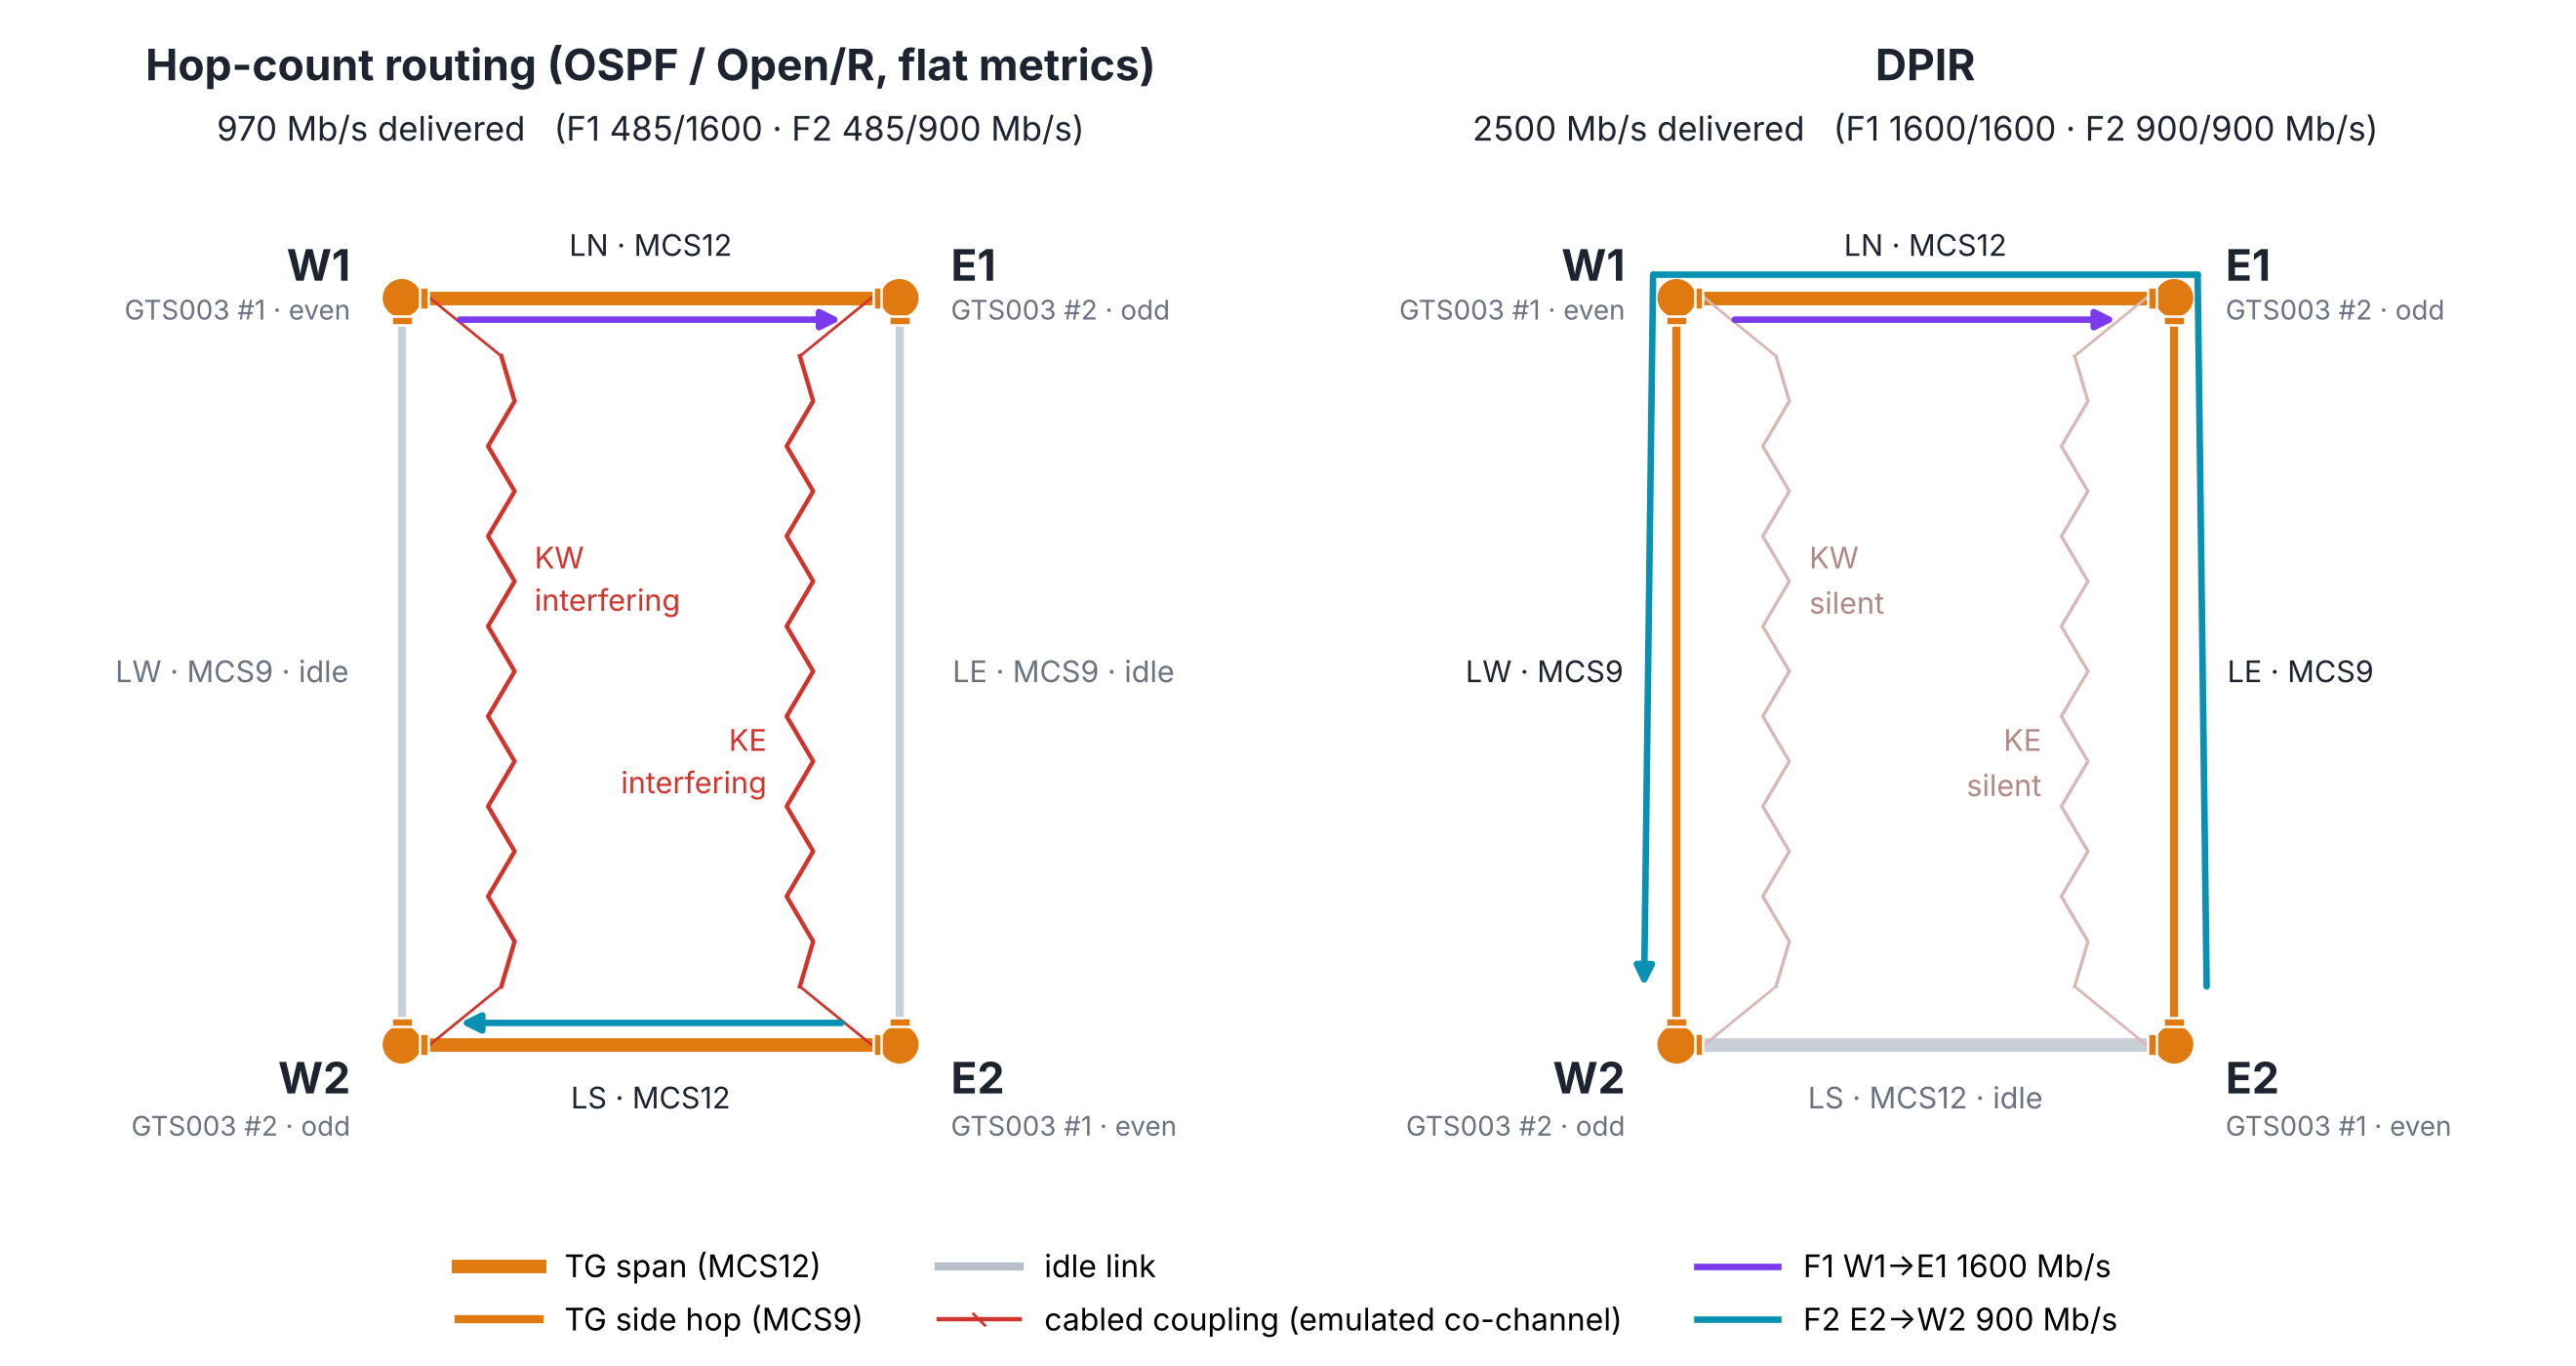 Hop-count routing (OSPF / Open/R, flat metrics)
970 Mb/s delivered (F1 485/1600 · F2 485/900 Mb/s)
W1
GTS003 #1 · even
LN · MCS12
E1
GTS003 #2 · odd
KW
interfering
LW · MCS9 · idle
LE · MCS9 · idle
KE
interfering
W2
GTS003 #2 · odd
LS · MCS12
E2
GTS003 #1 · even
DPIR
2500 Mb/s delivered (F1 1600/1600 · F2 900/900 Mb/s)
W1
GTS003 #1 · even
LN · MCS12
E1
GTS003 #2 · odd
KW
silent
LW · MCS9
LE · MCS9
KE
silent
W2
GTS003 #2 · odd
LS · MCS12 · idle
E2
GTS003 #1 · even
TG span (MCS12)
idle link
F1 W1→E1 1600 Mb/s
TG side hop (MCS9)
cabled coupling (emulated co-channel)
F2 E2→W2 900 Mb/s